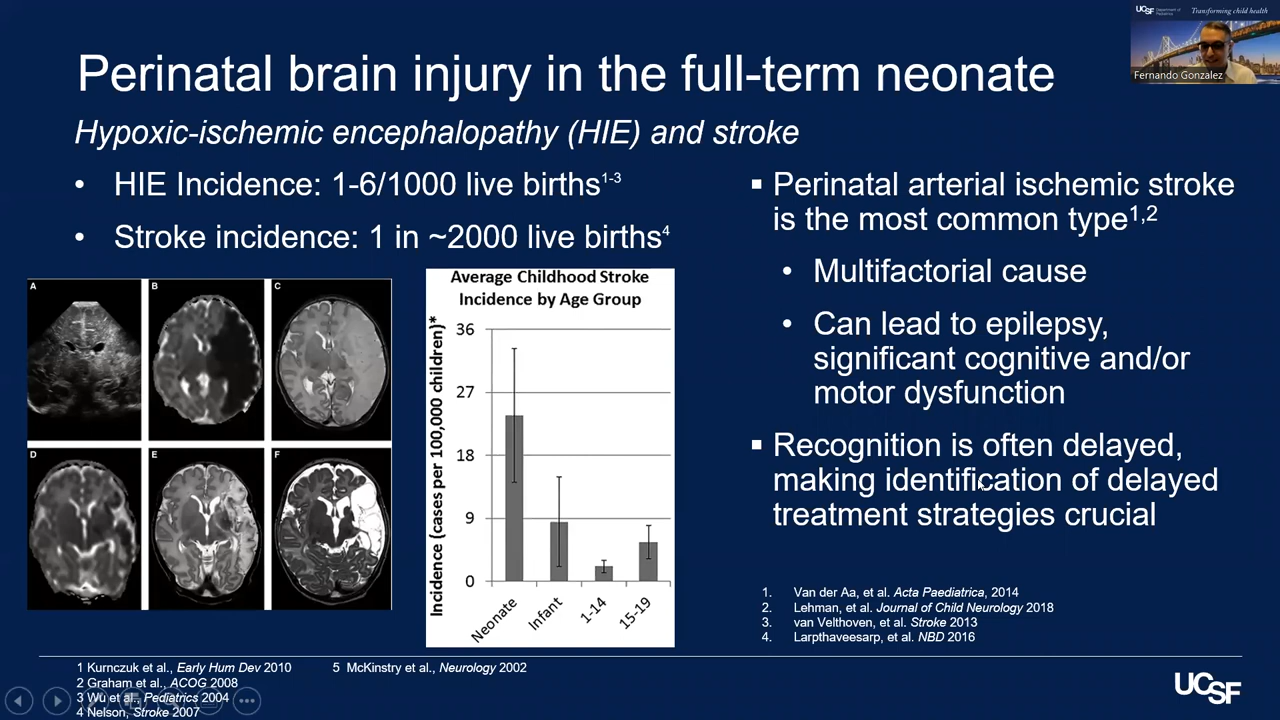 UCSF Department of Pediatrics
Transforming child health
Fernando Gonzalez
Perinatal brain injury in the full-term neonate
Hypoxic-ischemic encephalopathy (HIE) and stroke
• HIE Incidence: 1-6/1000 live births1-3
• Stroke incidence: 1 in ~2000 live births4
A
B
C
D
E
F
Average Childhood Stroke
Incidence by Age Group
Incidence (cases per 100,000 children)*
36
27
18
9
0
Neonate
Infant
1-14
15-19
▪ Perinatal arterial ischemic stroke
is the most common type1,2
• Multifactorial cause
• Can lead to epilepsy,
significant cognitive and/or
motor dysfunction
▪ Recognition is often delayed,
making identification of delayed
treatment strategies crucial
1. Van der Aa, et al. Acta Paediatrica, 2014
2. Lehman, et al. Journal of Child Neurology 2018
3. van Velthoven, et al. Stroke 2013
4. Larpthaveesarp, et al. NBD 2016
1 Kurnczuk et al., Early Hum Dev 2010
2 Graham et al., ACOG 2008
3 Wu et al., Pediatrics 2004
4 Nelson, Stroke 2007
5 McKinstry et al., Neurology 2002
UCSF